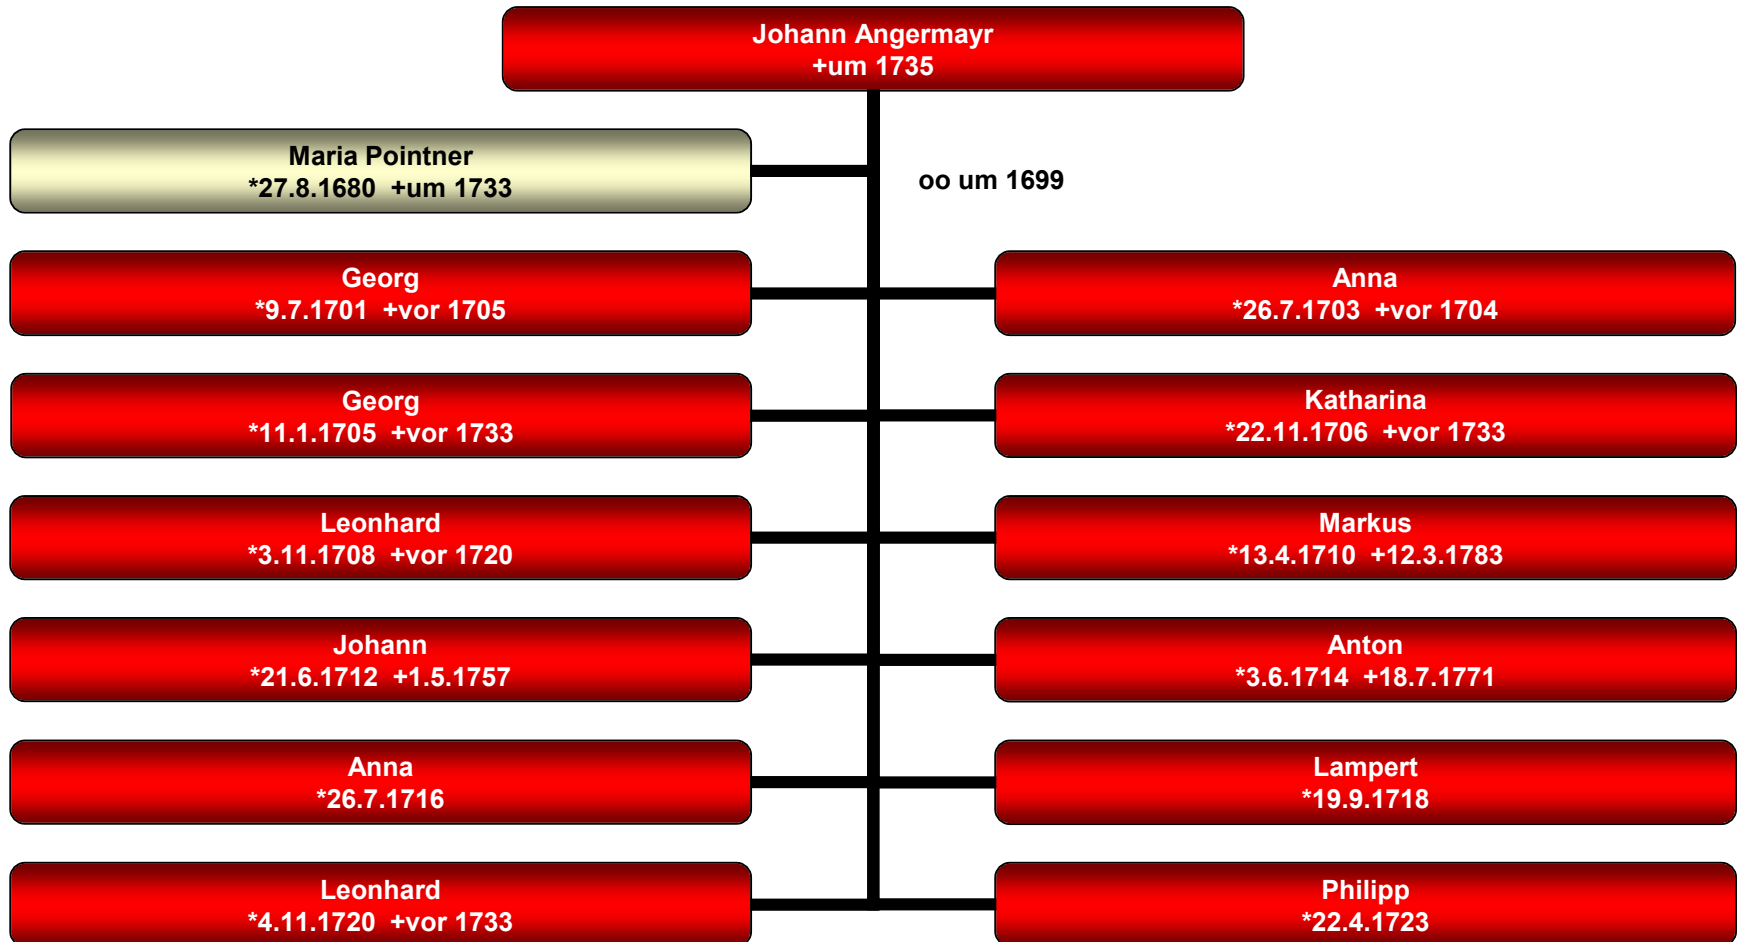 Johann Angermayr
+um 1735
Maria Pointner
*27.8.1680 +um 1733
oo um 1699
Georg
*9.7.1701 +vor 1705
Anna
*26.7.1703 +vor 1704
Georg
*11.1.1705 +vor 1733
Katharina
*22.11.1706 +vor 1733
Leonhard
*3.11.1708 +vor 1720
Markus
*13.4.1710 +12.3.1783
Johann
*21.6.1712 +1.5.1757
Anton
*3.6.1714 +18.7.1771
Anna
*26.7.1716
Lampert
*19.9.1718
Leonhard
*4.11.1720 +vor 1733
Philipp
*22.4.1723